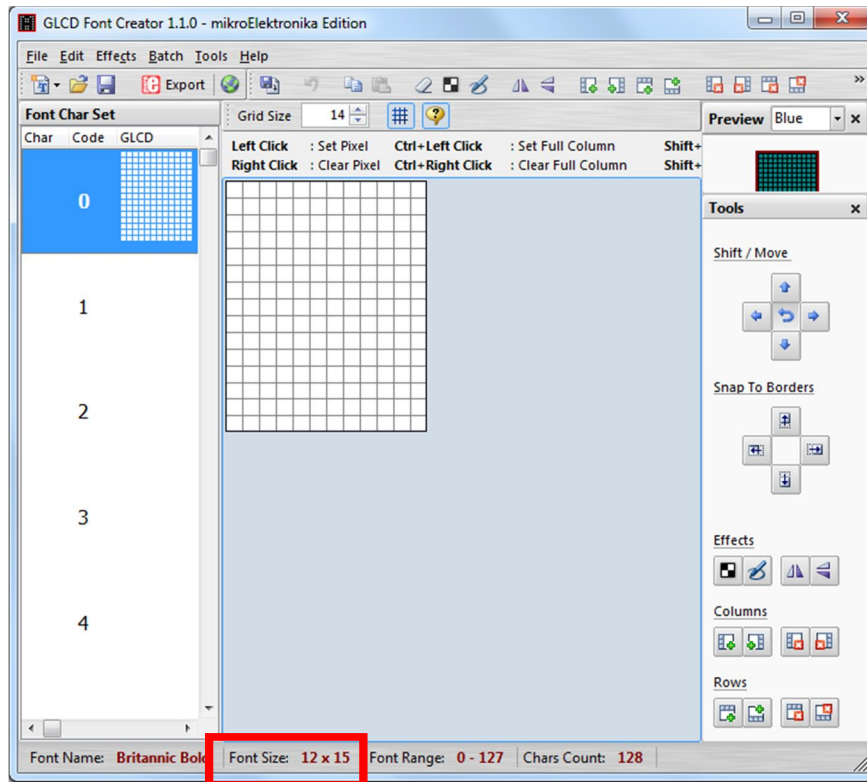 GLCD Font Creator 1.1.0 - mikroElektronika Edition
File Edit Effects Batch Tools Help
Export
Font Char Set
Grid Size 14
Preview Blue
Char Code GLCD
Left Click : Set Pixel Ctrl+Left Click : Set Full Column Shift+
Right Click : Clear Pixel Ctrl+Right Click : Clear Full Column Shift+
0
1
2
3
4
Tools
Shift / Move
Snap To Borders
Effects
Columns
Rows
Font Name: Britannic Bold Font Size: 12 x 15 Font Range: 0 - 127 Chars Count: 128